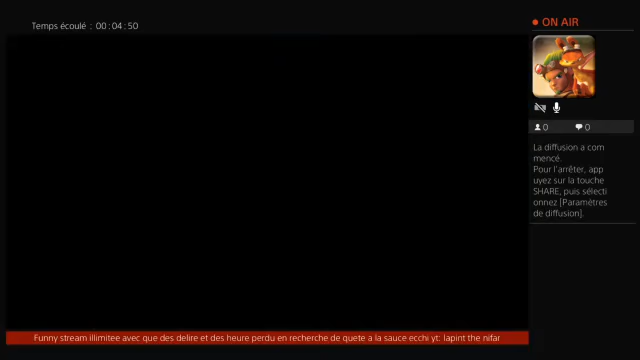 Temps écoulé : 00:04:50
ON AIR
0 0
La diffusion a com
mencé.
Pour l'arrêter, app
uyez sur la touche
SHARE, puis sélecti
onnez [Paramètres
de diffusion].
Funny stream illimitee avec que des delire et des heure perdu en recherche de quete a la sauce ecchi yt: lapint the nifar